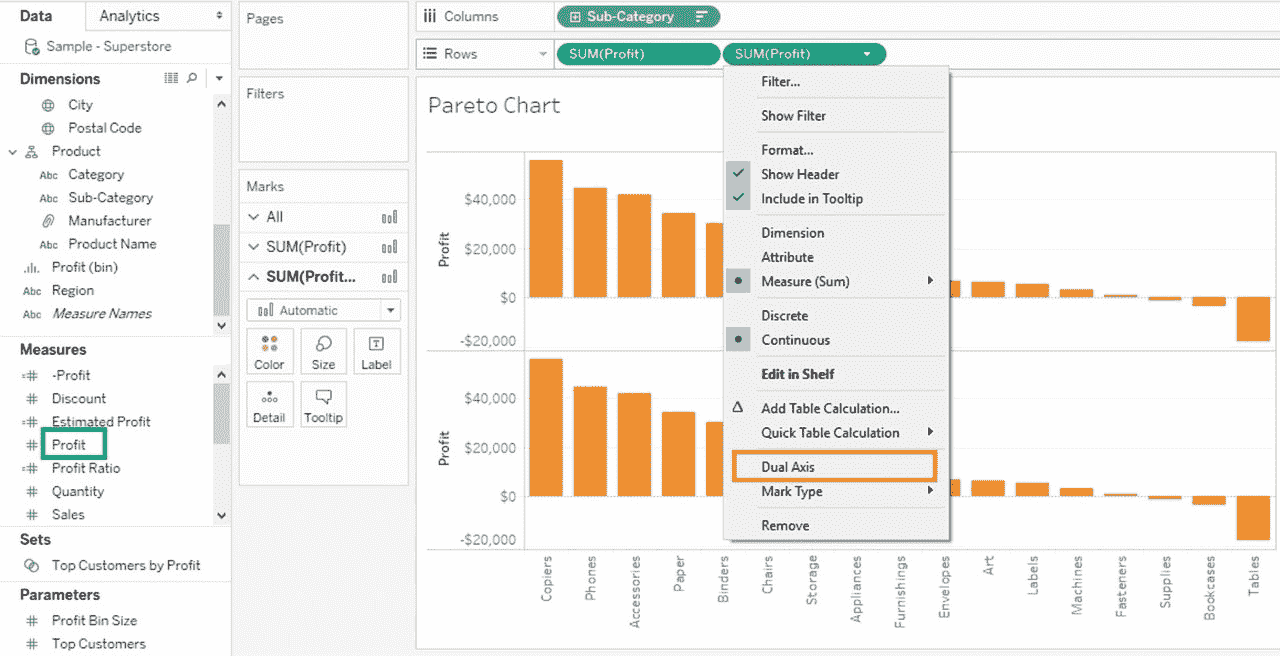 Data
Analytics
Sample - Superstore
Dimensions
City
Postal Code
Product
Abc Category
Abc Sub-Category
Manufacturer
Abc Product Name
Profit (bin)
Abc Region
Abc Measure Names
Measures
=# -Profit
# Discount
=# Estimated Profit
# Profit
=# Profit Ratio
# Quantity
# Sales
Sets
Top Customers by Profit
Parameters
# Profit Bin Size
# Top Customers
Pages
Filters
Marks
All
SUM(Profit)
SUM(Profit...
Automatic
Color
Size
Label
Detail
Tooltip
Columns
Sub-Category
Rows
SUM(Profit)
SUM(Profit)
Pareto Chart
Profit
$40,000
$20,000
$0
-$20,000
Profit
$40,000
$20,000
$0
-$20,000
Copiers
Phones
Accessories
Paper
Binders
Chairs
Storage
Appliances
Furnishings
Envelopes
Art
Labels
Machines
Fasteners
Supplies
Bookcases
Tables
Filter...
Show Filter
Format...
Show Header
Include in Tooltip
Dimension
Attribute
Measure (Sum)
Discrete
Continuous
Edit in Shelf
Add Table Calculation...
Quick Table Calculation
Dual Axis
Mark Type
Remove